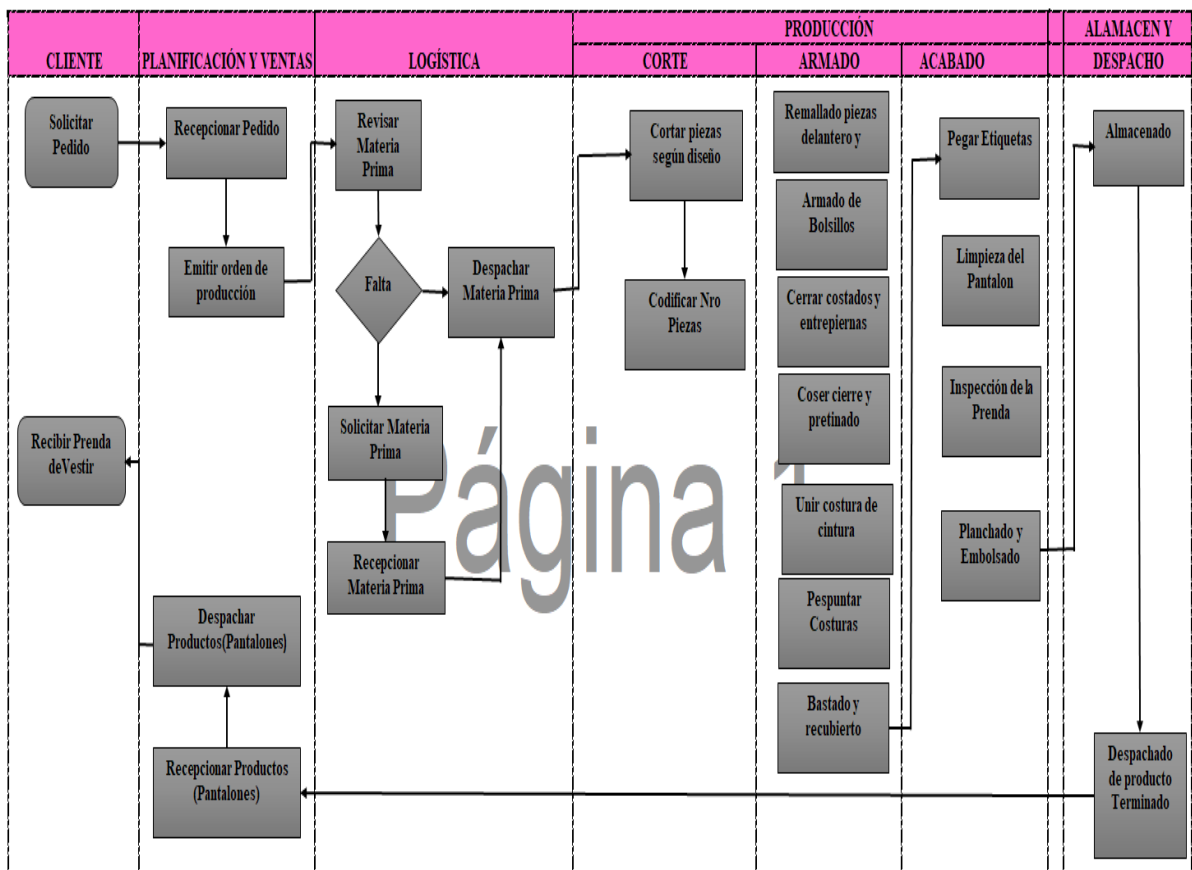 PRODUCCIÓN
ALAMACEN Y
DESPACHO
CLIENTE
PLANIFICACIÓN Y VENTAS
LOGÍSTICA
CORTE
ARMADO
ACABADO
Solicitar
Pedido
Recibir Prenda
deVestir
Recepcionar Pedido
Emitir orden de
producción
Despachar
Productos(Pantalones)
Recepcionar Productos
(Pantalones)
Revisar
Materia
Prima
Falta
Despachar
Materia Prima
Solicitar Materia
Prima
Recepcionar
Materia Prima
Cortar piezas
según diseño
Codificar Nro
Piezas
Remallado piezas
delantero y
Armado de
Bolsillos
Cerrar costados y
entrepiernas
Coser cierre y
pretinado
Unir costura de
cintura
Pespuntar
Costuras
Bastado y
recubierto
Pegar Etiquetas
Limpieza del
Pantalon
Inspección de la
Prenda
Planchado y
Embolsado
Almacenado
Despachado
de producto
Terminado
Página 1